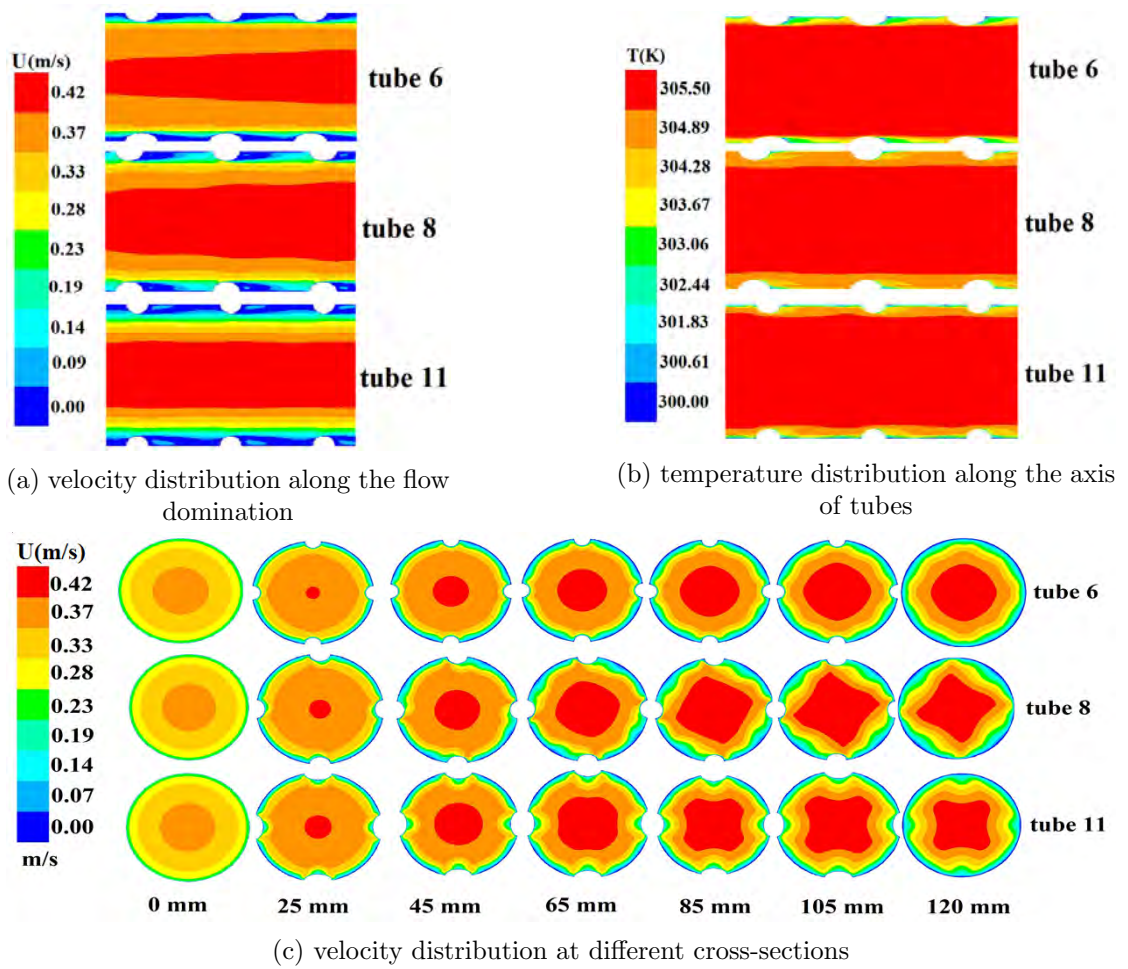 U(m/s)
0.42
0.37
0.33
0.28
0.23
0.19
0.14
0.09
0.00
tube 6
tube 8
tube 11
(a) velocity distribution along the flow
domination
T(K)
305.50
304.89
304.28
303.67
303.06
302.44
301.83
300.61
300.00
tube 6
tube 8
tube 11
(b) temperature distribution along the axis
of tubes
U(m/s)
0.42
0.37
0.33
0.28
0.23
0.19
0.14
0.07
0.00
m/s
tube 6
tube 8
tube 11
0 mm 25 mm 45 mm 65 mm 85 mm 105 mm 120 mm
(c) velocity distribution at different cross-sections